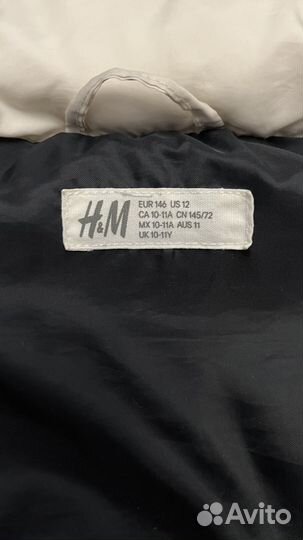 H&M
EUR 146 US 12
CA 10-11A CN 145/72
MX 10-11A AUS 11
UK 10-11Y
Avito